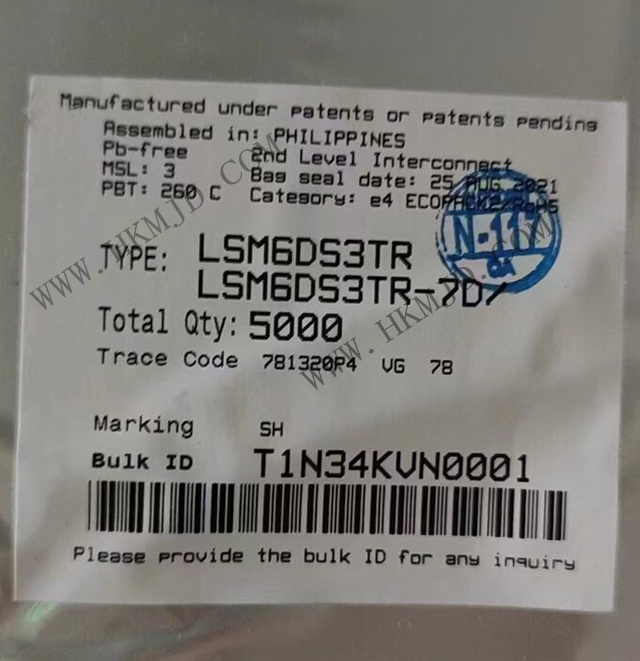 Manufactured under patents or patents pending
Assembled in: PHILIPPINES
Pb-free 2nd Level Interconnect
MSL: 3 Bag seal date: 25 AUG 2021
PBT: 260 C Category: e4 ECOPACK2/RoHS
N-117
QA
TYPE: LSM6DS3TR
LSM6DS3TR-7D/
Total Qty: 5000
Trace Code 781320P4 VG 78
Marking SH
Bulk ID T1N34KVN0001
Please provide the bulk ID for any inquiry
WWW.HKMJD.COM
WWW.HKMJD.COM